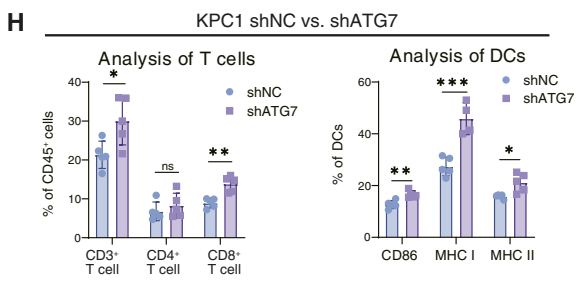 H
KPC1 shNC vs. shATG7
Analysis of T cells
% of CD45⁺ cells
40
30
20
10
0
*
ns
**
shNC
shATG7
CD3⁺
T cell
CD4⁺
T cell
CD8⁺
T cell
Analysis of DCs
% of DCs
60
40
20
0
**
***
*
shNC
shATG7
CD86
MHC I
MHC II